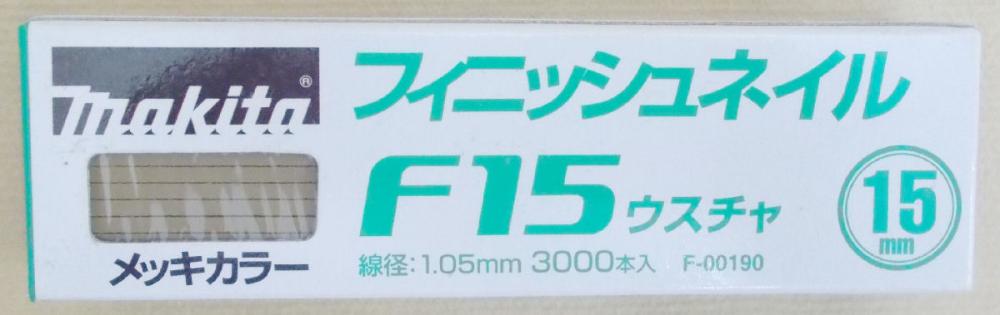 makita®
メッキカラー
フィニッシュネイル
F15 ウスチャ
線径:1.05mm 3000本入 F-00190
15
mm